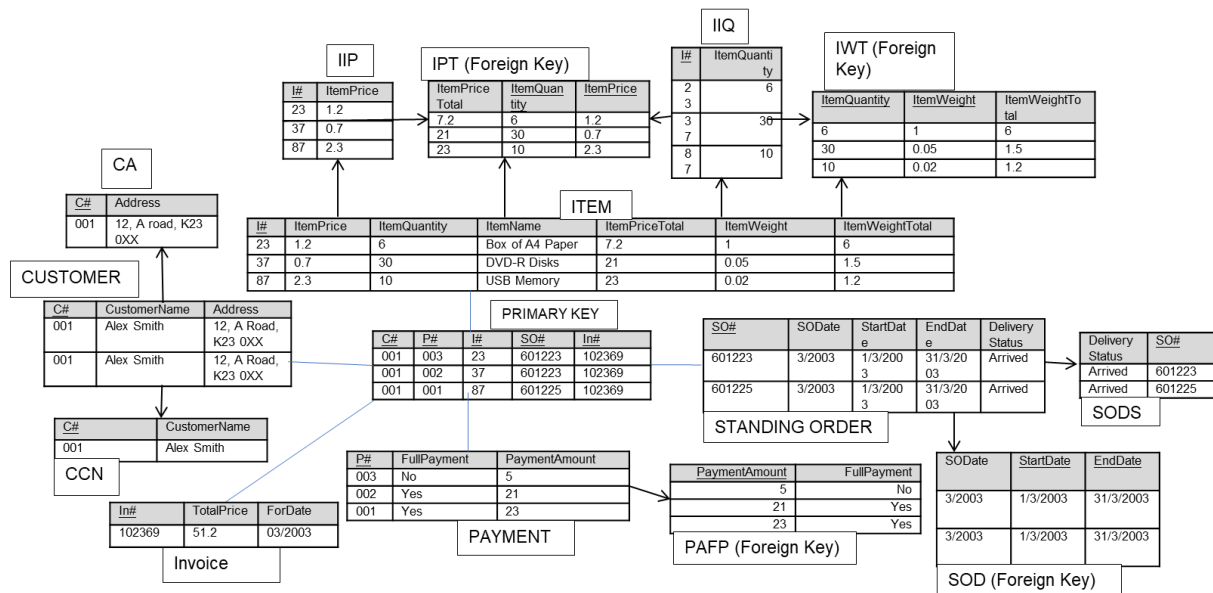 IIP
I# ItemPrice
23 1.2
37 0.7
87 2.3
IPT (Foreign Key)
ItemPrice ItemQuan ItemPrice
Total tity
7.2 6 1.2
21 30 0.7
23 10 2.3
IIQ
I# ItemQuanti
ty
2 6
3
3 30
7
8 10
7
IWT (Foreign
Key)
ItemQuantity ItemWeight ItemWeightTo
tal
6 1 6
30 0.05 1.5
10 0.02 1.2
CA
C# Address
001 12, A road, K23
0XX
ITEM
I# ItemPrice ItemQuantity ItemName ItemPriceTotal ItemWeight ItemWeightTotal
23 1.2 6 Box of A4 Paper 7.2 1 6
37 0.7 30 DVD-R Disks 21 0.05 1.5
87 2.3 10 USB Memory 23 0.02 1.2
CUSTOMER
C# CustomerName Address
001 Alex Smith 12, A Road,
K23 0XX
001 Alex Smith 12, A Road,
K23 0XX
PRIMARY KEY
C# P# I# SO# In#
001 003 23 601223 102369
001 002 37 601223 102369
001 001 87 601225 102369
SO# SODate StartDat EndDat Delivery
e e Status
601223 3/2003 1/3/200 31/3/20 Arrived
3 03
601225 3/2003 1/3/200 31/3/20 Arrived
3 03
STANDING ORDER
Delivery SO#
Status
Arrived 601223
Arrived 601225
SODS
C# CustomerName
001 Alex Smith
CCN
P# FullPayment PaymentAmount
003 No 5
002 Yes 21
001 Yes 23
PAYMENT
PaymentAmount FullPayment
5 No
21 Yes
23 Yes
PAFP (Foreign Key)
SODate StartDate EndDate
3/2003 1/3/2003 31/3/2003
3/2003 1/3/2003 31/3/2003
SOD (Foreign Key)
In# TotalPrice ForDate
102369 51.2 03/2003
Invoice